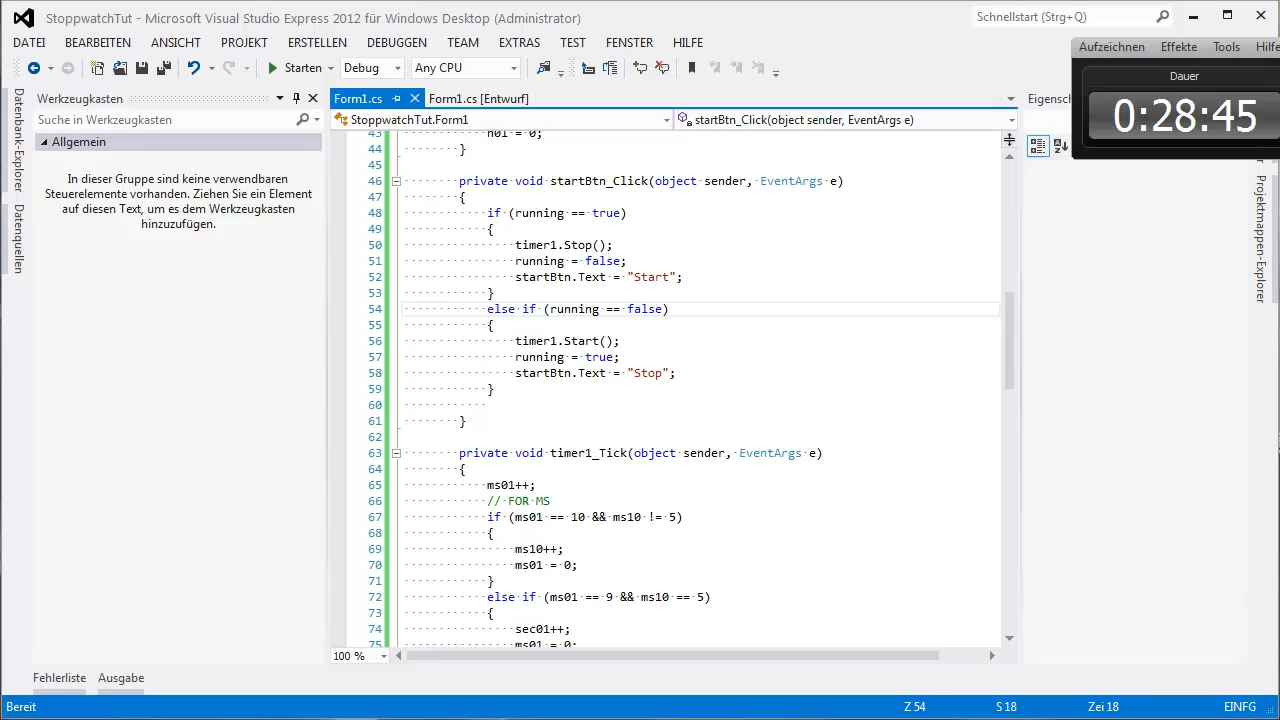 StoppwatchTut - Microsoft Visual Studio Express 2012 für Windows Desktop (Administrator)
Schnellstart (Strg+Q)
DATEI BEARBEITEN ANSICHT PROJEKT ERSTELLEN DEBUGGEN TEAM EXTRAS TEST FENSTER HILFE
Aufzeichnen Effekte Tools Hilfe
Starten Debug Any CPU
Dauer
0:28:45
Datenbank-Explorer
Datenquellen
Werkzeugkasten
Suche in Werkzeugkasten
Allgemein
In dieser Gruppe sind keine verwendbaren
Steuerelemente vorhanden. Ziehen Sie ein Element
auf diesen Text, um es dem Werkzeugkasten
hinzuzufügen.
Form1.cs Form1.cs [Entwurf]
StoppwatchTut.Form1 startBtn_Click(object sender, EventArgs e)
43 h01 = 0;
44 }
45
46 private void startBtn_Click(object sender, EventArgs e)
47 {
48 if (running == true)
49 {
50 timer1.Stop();
51 running = false;
52 startBtn.Text = "Start";
53 }
54 else if (running == false)
55 {
56 timer1.Start();
57 running = true;
58 startBtn.Text = "Stop";
59 }
60
61 }
62
63 private void timer1_Tick(object sender, EventArgs e)
64 {
65 ms01++;
66 // FOR MS
67 if (ms01 == 10 && ms10 != 5)
68 {
69 ms10++;
70 ms01 = 0;
71 }
72 else if (ms01 == 9 && ms10 == 5)
73 {
74 sec01++;
75 ms01 = 0;
100 %
Eigensch
Projektmappen-Explorer
Fehlerliste Ausgabe
Bereit Z 54 S 18 Zei 18 EINFG